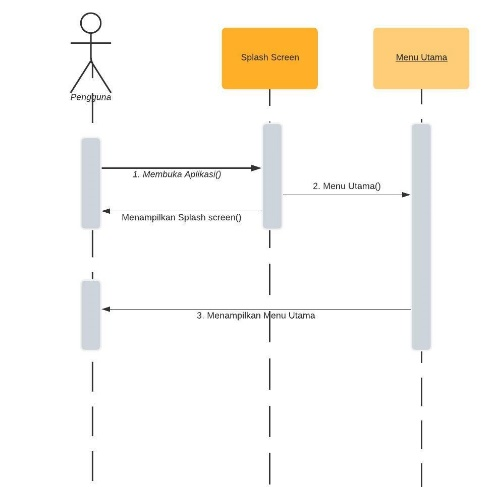 Splash Screen
Menu Utama
Pengguna
1. Membuka Aplikasi()
2. Menu Utama()
Menampilkan Splash screen()
3. Menampilkan Menu Utama